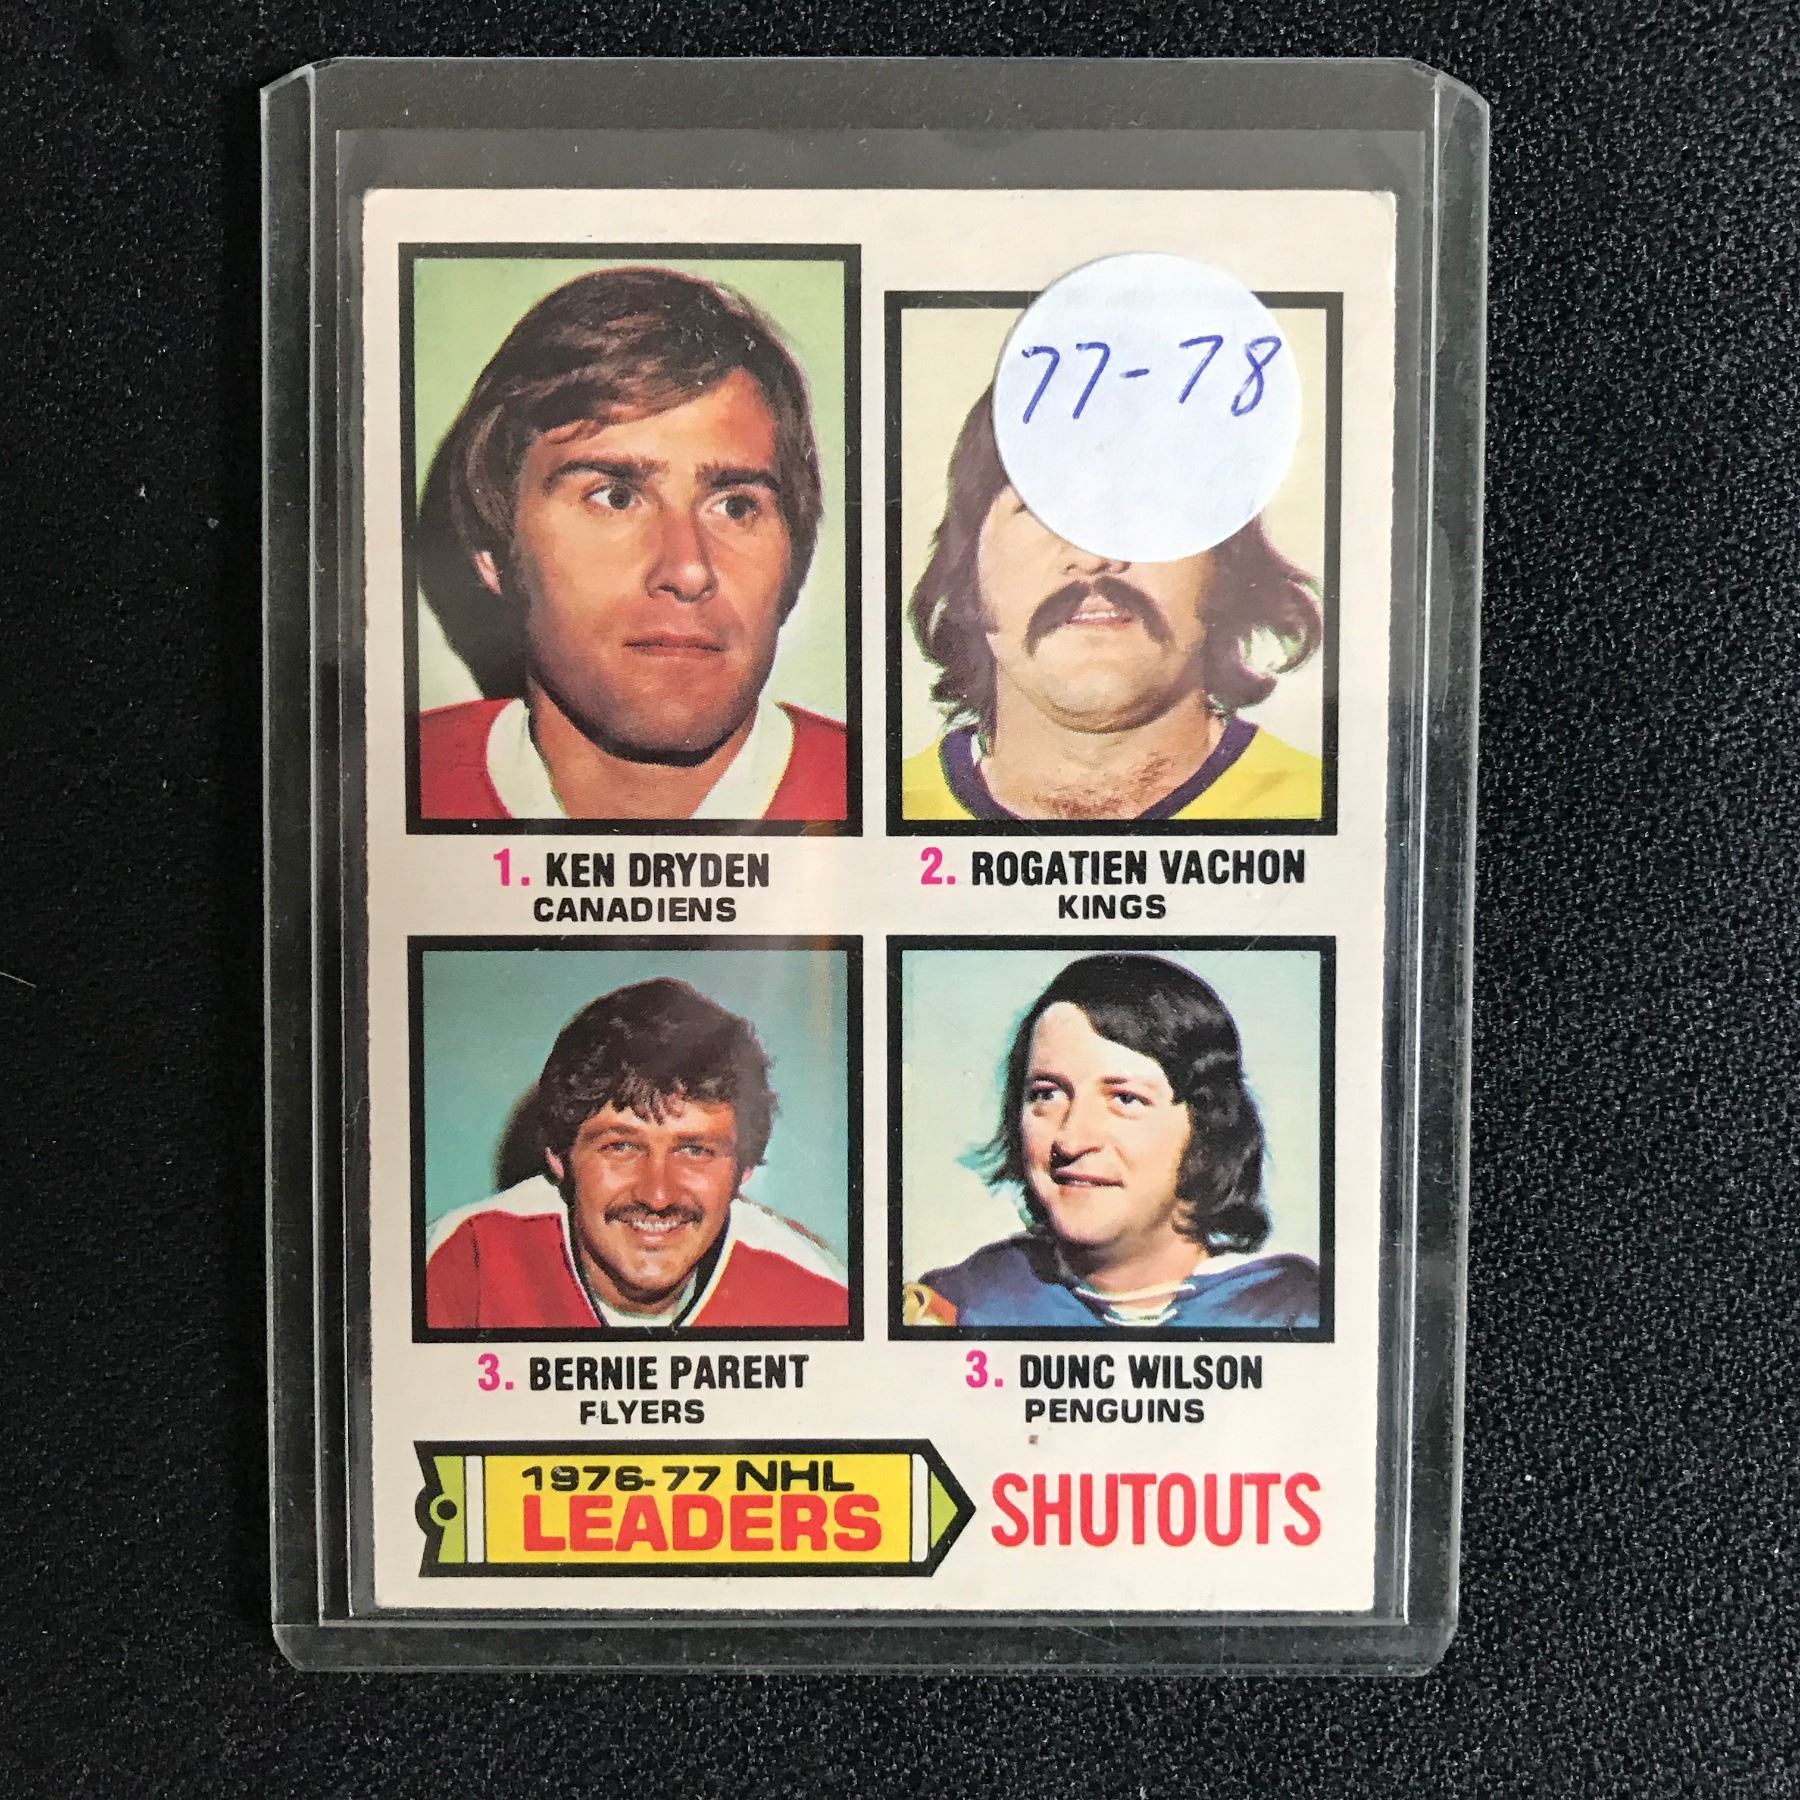 77-78
1. KEN DRYDEN
CANADIENS
2. ROGATIEN VACHON
KINGS
3. BERNIE PARENT
FLYERS
3. DUNC WILSON
PENGUINS
1976-77 NHL
LEADERS
SHUTOUTS